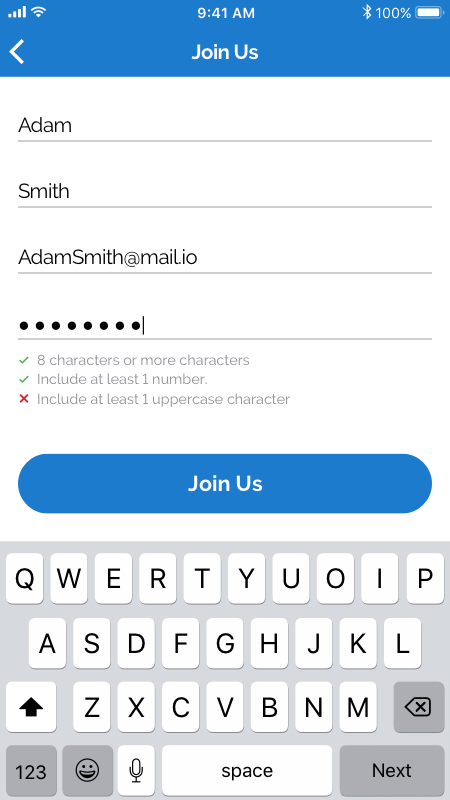 9:41 AM 100%
Join Us
Adam
Smith
AdamSmith@mail.io
●●●●●●●●
8 characters or more characters
Include at least 1 number.
Include at least 1 uppercase character
Join Us
Q W E R T Y U O I P
A S D F G H J K L
Z X C V B N M
123 space Next